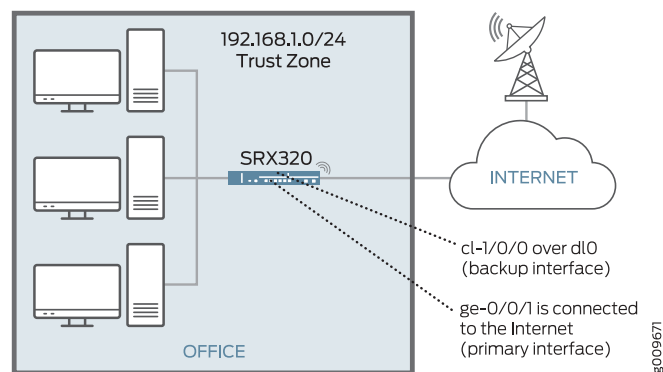 192.168.1.0/24
Trust Zone
SRX320
INTERNET
cl-1/0/0 over dl0
(backup interface)
ge-0/0/1 is connected
to the Internet
(primary interface)
OFFICE
g009671